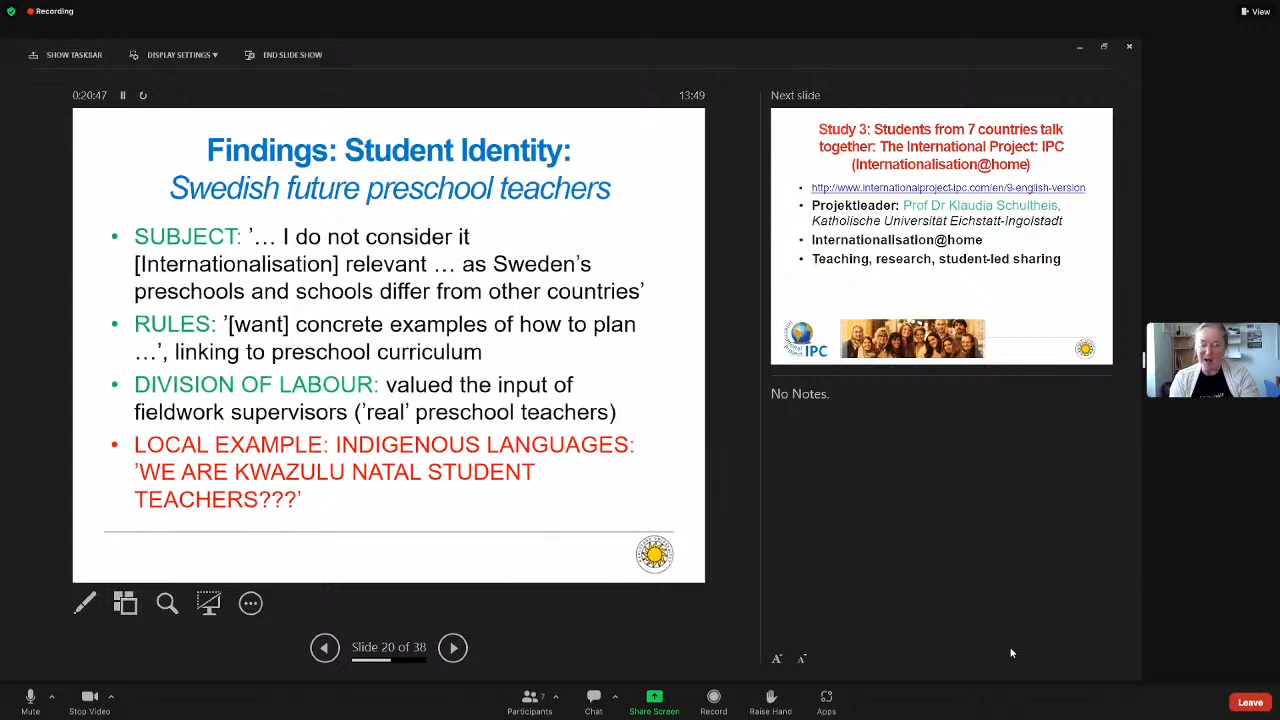 Recording
View
SHOW TASKBAR
DISPLAY SETTINGS ▾
END SLIDE SHOW
0:20:47
13:49
Findings: Student Identity:
Swedish future preschool teachers
• SUBJECT: ’… I do not consider it
[Internationalisation] relevant … as Sweden’s
preschools and schools differ from other countries’
• RULES: ’[want] concrete examples of how to plan
…’, linking to preschool curriculum
• DIVISION OF LABOUR: valued the input of
fieldwork supervisors (’real’ preschool teachers)
• LOCAL EXAMPLE: INDIGENOUS LANGUAGES:
’WE ARE KWAZULU NATAL STUDENT
TEACHERS???’
Next slide
Study 3: Students from 7 countries talk
together: The International Project: IPC
(Internationalisation@home)
• http://www.internationalproject-ipc.com/en/9-english-version
• Projektleader: Prof Dr Klaudia Schultheis,
Katholische Universität Eichstatt-Ingolstadt
• Internationalisation@home
• Teaching, research, student-led sharing
International Project
IPC
No Notes.
Slide 20 of 38
A A
Mute
Stop Video
Participants 7
Chat
Share Screen
Record
Raise Hand
Apps
Leave